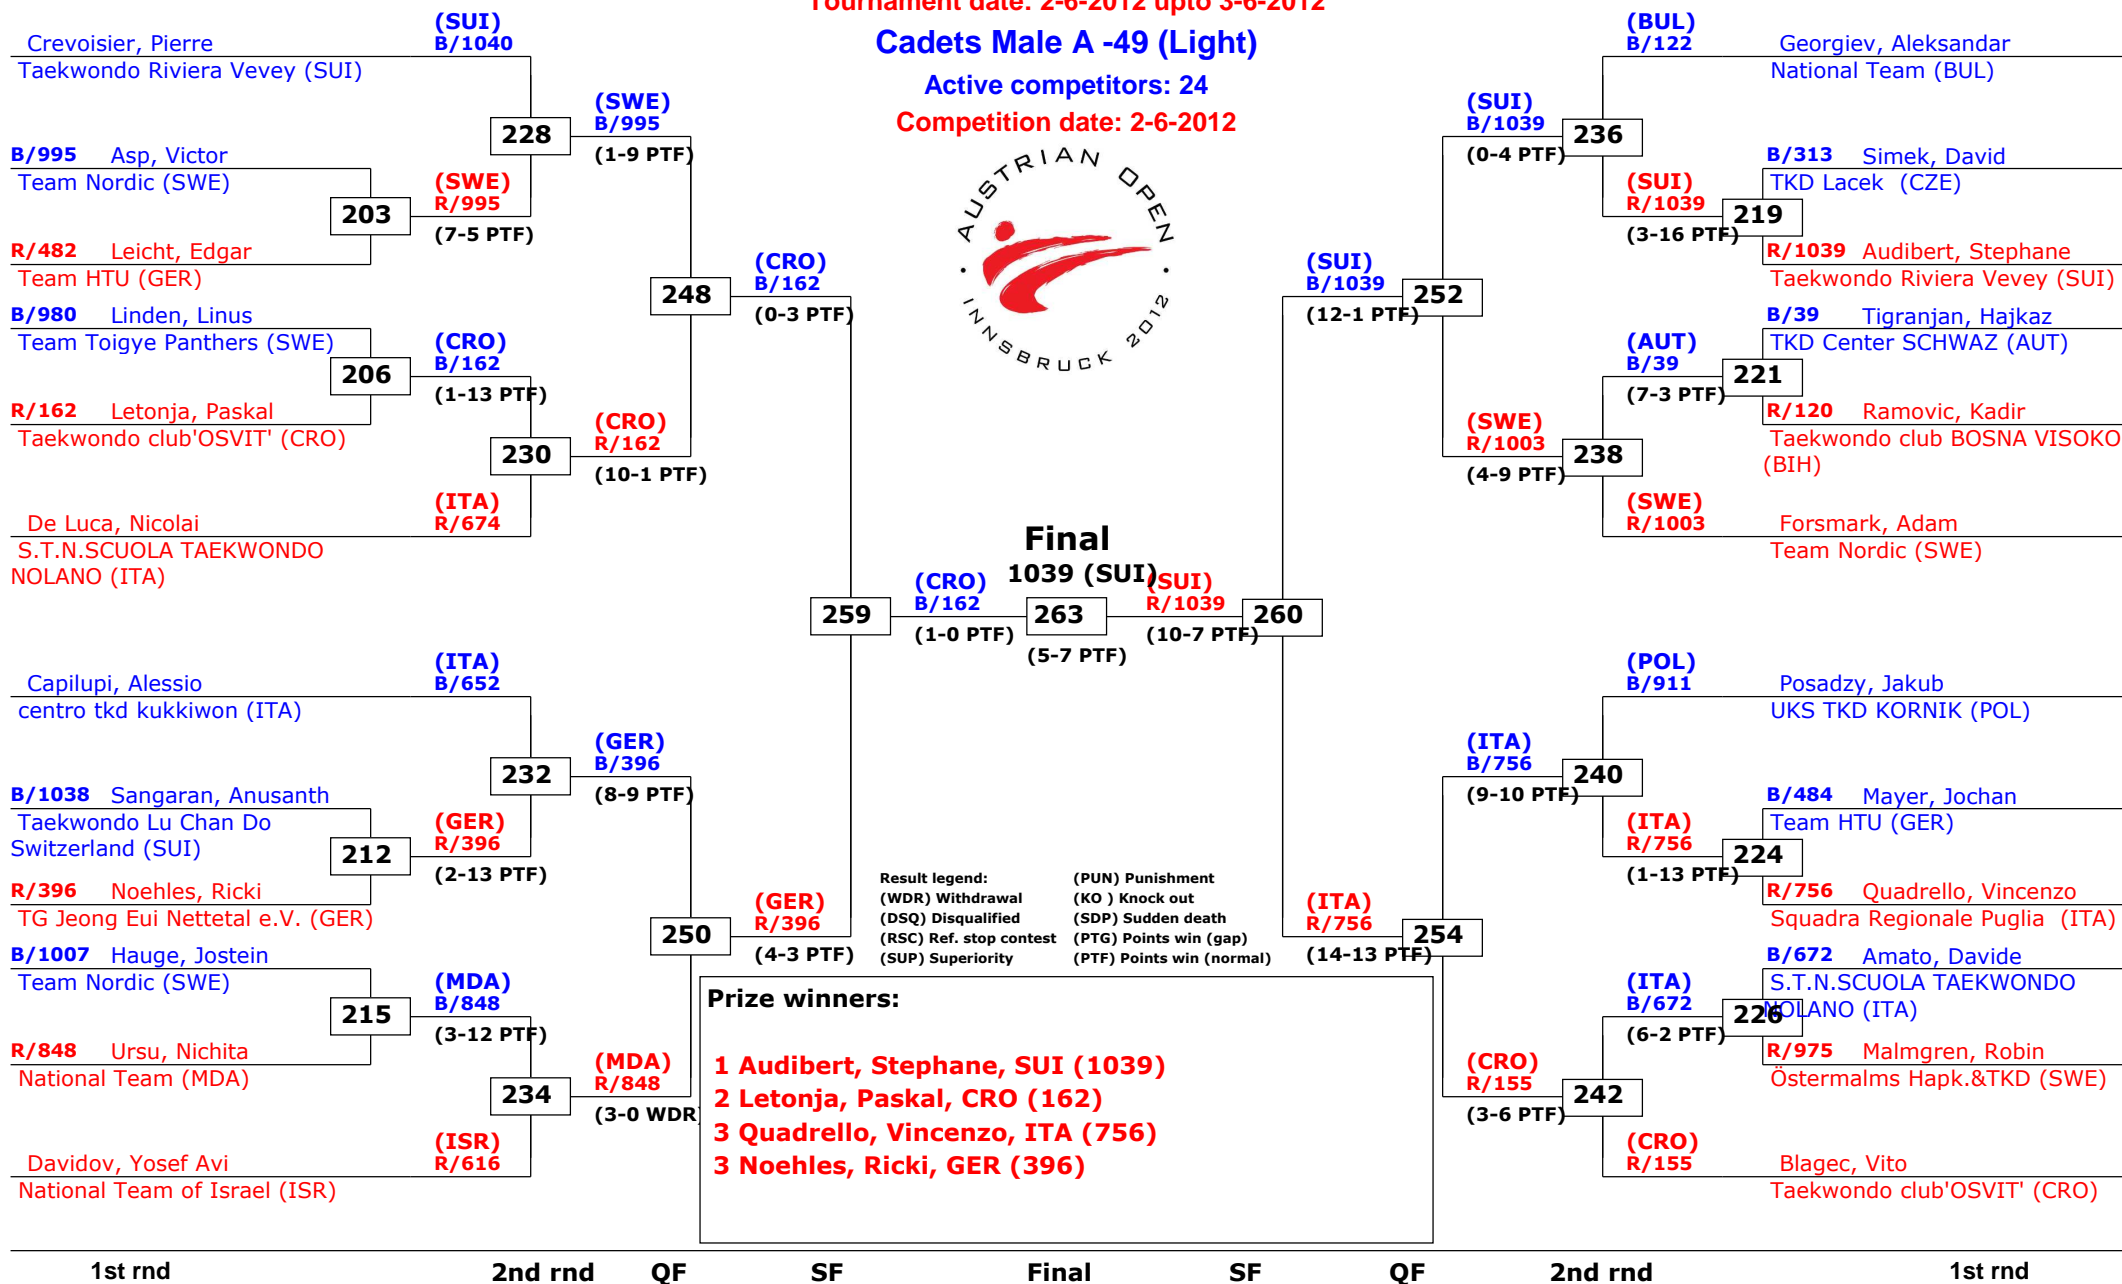 Tournament date: 2-6-2012 upto 3-6-2012
Cadets Male A -49 (Light)
Active competitors: 24
Competition date: 2-6-2012
AUSTRIAN OPEN
· INNSBRUCK 2012 ·
Crevoisier, Pierre
Taekwondo Riviera Vevey (SUI)
(SUI)
B/1040
B/995 Asp, Victor
Team Nordic (SWE)
203
R/482 Leicht, Edgar
Team HTU (GER)
(SWE)
R/995
(7-5 PTF)
228
(SWE)
B/995
(1-9 PTF)
B/980 Linden, Linus
Team Toigye Panthers (SWE)
206
R/162 Letonja, Paskal
Taekwondo club'OSVIT' (CRO)
(CRO)
B/162
(1-13 PTF)
230
(CRO)
R/162
(10-1 PTF)
De Luca, Nicolai
S.T.N.SCUOLA TAEKWONDO
NOLANO (ITA)
(ITA)
R/674
248
(CRO)
B/162
(0-3 PTF)
Capilupi, Alessio
centro tkd kukkiwon (ITA)
(ITA)
B/652
B/1038 Sangaran, Anusanth
Taekwondo Lu Chan Do
Switzerland (SUI)
212
R/396 Noehles, Ricki
TG Jeong Eui Nettetal e.V. (GER)
(GER)
R/396
(2-13 PTF)
232
(GER)
B/396
(8-9 PTF)
B/1007 Hauge, Jostein
Team Nordic (SWE)
215
R/848 Ursu, Nichita
National Team (MDA)
(MDA)
B/848
(3-12 PTF)
234
(MDA)
R/848
(3-0 WDR)
Davidov, Yosef Avi
National Team of Israel (ISR)
(ISR)
R/616
250
(GER)
R/396
(4-3 PTF)
259
(CRO)
B/162
(1-0 PTF)
Final
1039 (SUI)
263
(5-7 PTF)
(SUI)
R/1039
(10-7 PTF)
260
(BUL)
B/122
Georgiev, Aleksandar
National Team (BUL)
(SUI)
B/1039
(0-4 PTF)
236
B/313 Simek, David
TKD Lacek (CZE)
(SUI)
R/1039
(3-16 PTF)
219
R/1039 Audibert, Stephane
Taekwondo Riviera Vevey (SUI)
(SUI)
B/1039
(12-1 PTF)
252
B/39 Tigranjan, Hajkaz
TKD Center SCHWAZ (AUT)
(AUT)
B/39
(7-3 PTF)
221
R/120 Ramovic, Kadir
Taekwondo club BOSNA VISOKO
(BIH)
(SWE)
R/1003
(4-9 PTF)
238
(SWE)
R/1003
Forsmark, Adam
Team Nordic (SWE)
(POL)
B/911
Posadzy, Jakub
UKS TKD KORNIK (POL)
(ITA)
B/756
(9-10 PTF)
240
B/484 Mayer, Jochan
Team HTU (GER)
(ITA)
R/756
(1-13 PTF)
224
R/756 Quadrello, Vincenzo
Squadra Regionale Puglia (ITA)
(ITA)
R/756
(14-13 PTF)
254
B/672 Amato, Davide
S.T.N.SCUOLA TAEKWONDO
NOLANO (ITA)
(ITA)
B/672
(6-2 PTF)
226
R/975 Malmgren, Robin
Östermalms Hapk.&TKD (SWE)
(CRO)
R/155
(3-6 PTF)
242
(CRO)
R/155
Blagec, Vito
Taekwondo club'OSVIT' (CRO)
Result legend: (PUN) Punishment
(WDR) Withdrawal (KO ) Knock out
(DSQ) Disqualified (SDP) Sudden death
(RSC) Ref. stop contest (PTG) Points win (gap)
(SUP) Superiority (PTF) Points win (normal)
Prize winners:
1 Audibert, Stephane, SUI (1039)
2 Letonja, Paskal, CRO (162)
3 Quadrello, Vincenzo, ITA (756)
3 Noehles, Ricki, GER (396)
1st rnd 2nd rnd QF SF Final SF QF 2nd rnd 1st rnd